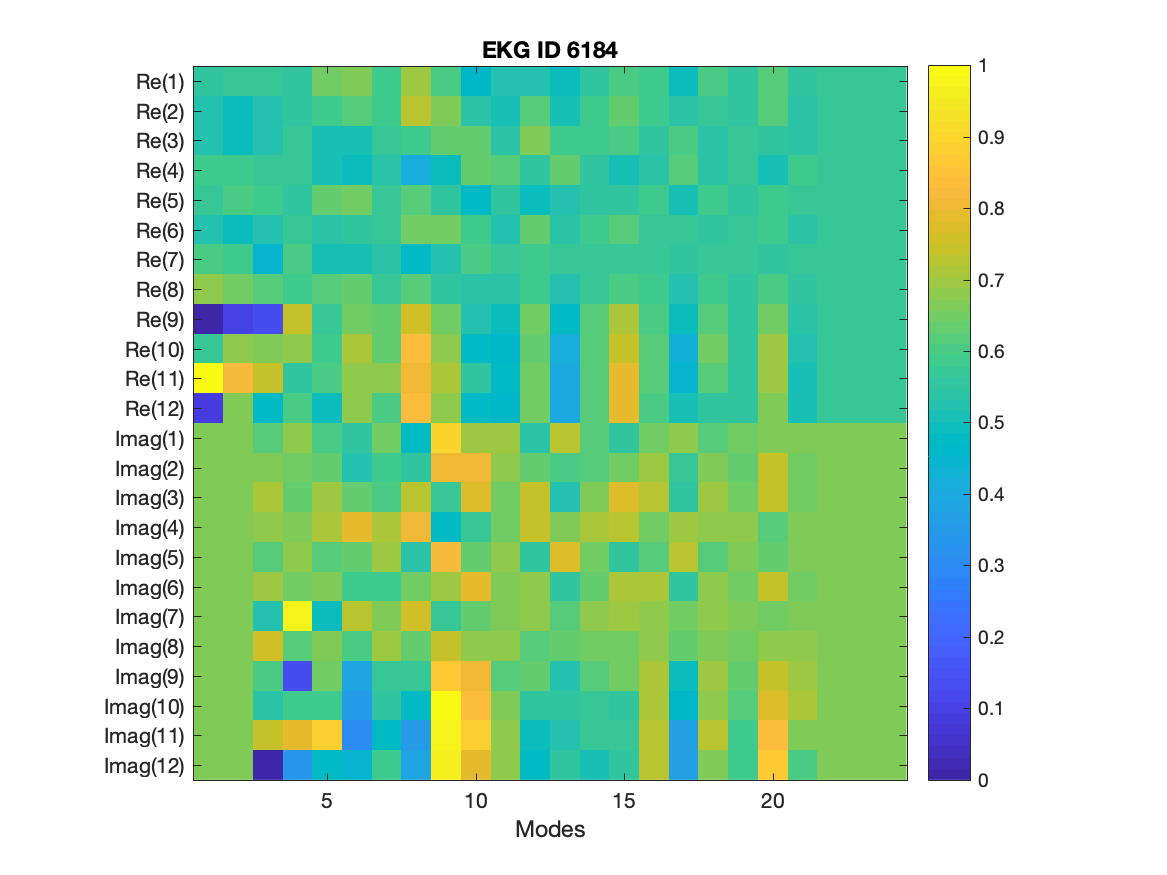 EKG ID 6184
Re(1)
Re(2)
Re(3)
Re(4)
Re(5)
Re(6)
Re(7)
Re(8)
Re(9)
Re(10)
Re(11)
Re(12)
Imag(1)
Imag(2)
Imag(3)
Imag(4)
Imag(5)
Imag(6)
Imag(7)
Imag(8)
Imag(9)
Imag(10)
Imag(11)
Imag(12)
5 10 15 20
Modes
1
0.9
0.8
0.7
0.6
0.5
0.4
0.3
0.2
0.1
0